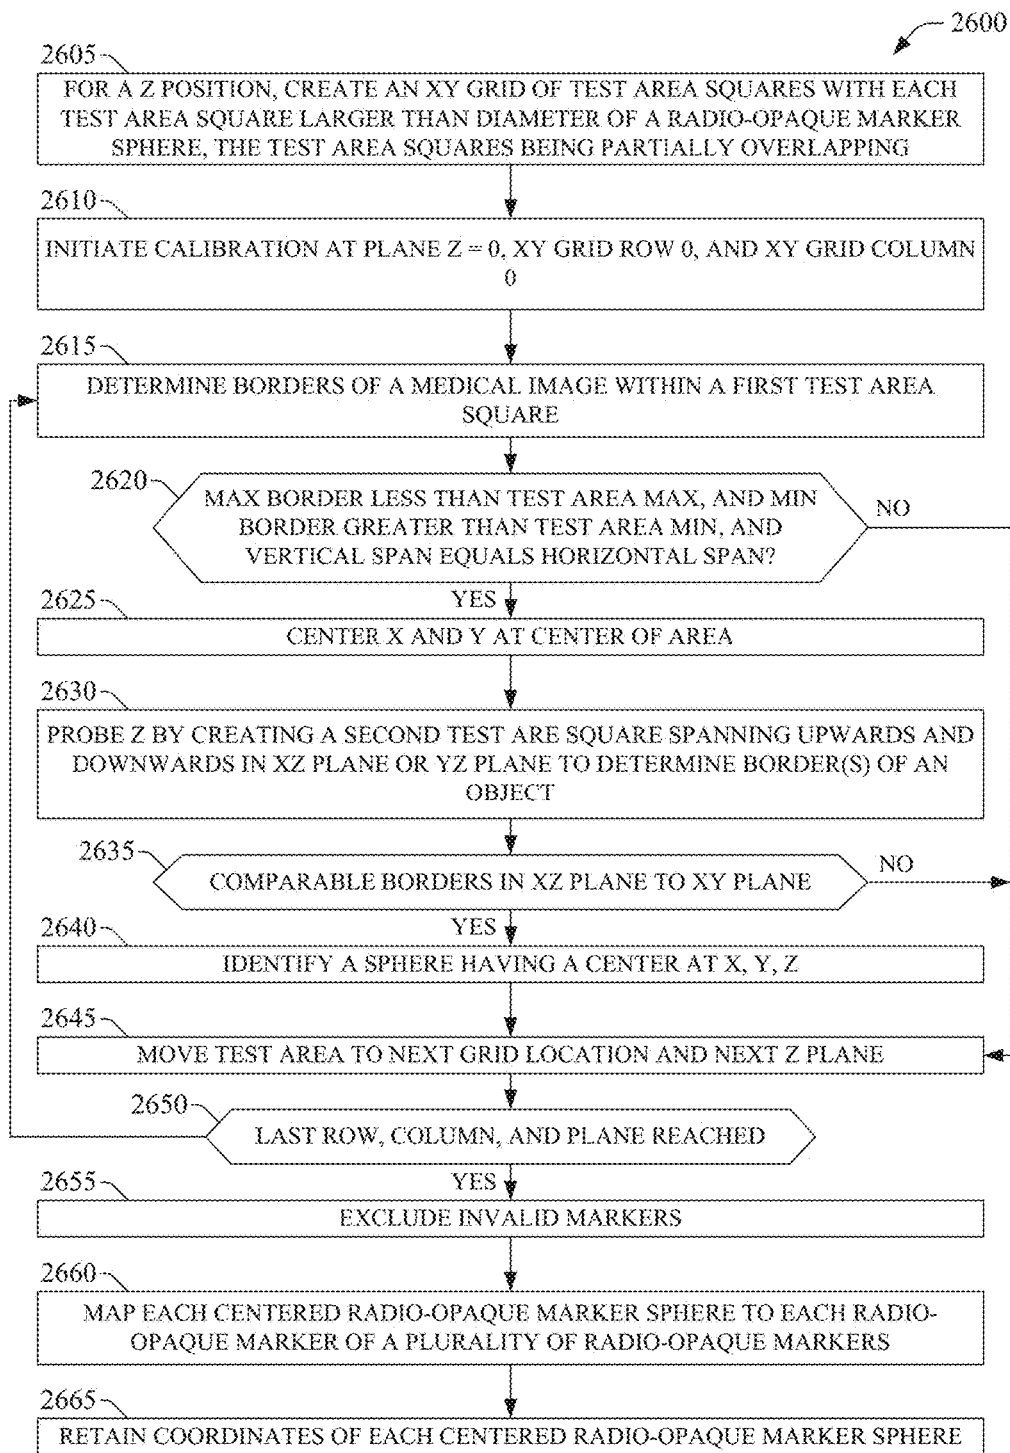 2600
2605
FOR A Z POSITION, CREATE AN XY GRID OF TEST AREA SQUARES WITH EACH
TEST AREA SQUARE LARGER THAN DIAMETER OF A RADIO-OPAQUE MARKER
SPHERE, THE TEST AREA SQUARES BEING PARTIALLY OVERLAPPING
2610
INITIATE CALIBRATION AT PLANE Z = 0, XY GRID ROW 0, AND XY GRID COLUMN
0
2615
DETERMINE BORDERS OF A MEDICAL IMAGE WITHIN A FIRST TEST AREA
SQUARE
2620
MAX BORDER LESS THAN TEST AREA MAX, AND MIN
BORDER GREATER THAN TEST AREA MIN, AND
VERTICAL SPAN EQUALS HORIZONTAL SPAN?
NO
YES
2625
CENTER X AND Y AT CENTER OF AREA
2630
PROBE Z BY CREATING A SECOND TEST ARE SQUARE SPANNING UPWARDS AND
DOWNWARDS IN XZ PLANE OR YZ PLANE TO DETERMINE BORDER(S) OF AN
OBJECT
2635
COMPARABLE BORDERS IN XZ PLANE TO XY PLANE
NO
YES
2640
IDENTIFY A SPHERE HAVING A CENTER AT X, Y, Z
2645
MOVE TEST AREA TO NEXT GRID LOCATION AND NEXT Z PLANE
2650
LAST ROW, COLUMN, AND PLANE REACHED
YES
2655
EXCLUDE INVALID MARKERS
2660
MAP EACH CENTERED RADIO-OPAQUE MARKER SPHERE TO EACH RADIO-
OPAQUE MARKER OF A PLURALITY OF RADIO-OPAQUE MARKERS
2665
RETAIN COORDINATES OF EACH CENTERED RADIO-OPAQUE MARKER SPHERE